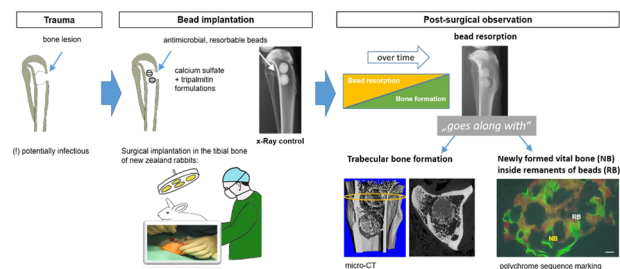 Trauma
bone lesion
(!) potentially infectious
Bead implantation
antimicrobial, resorbable beads
calcium sulfate
+ tripalmitin
formulations
x-Ray control
Surgical implantation in the tibial bone
of new zealand rabbits:
Post-surgical observation
bead resorption
over time
Bead resorption
Bone formation
„goes along with“
Trabecular bone formation
micro-CT
Newly formed vital bone (NB)
inside remanents of beads (RB)
RB
NB
polychrome sequence marking